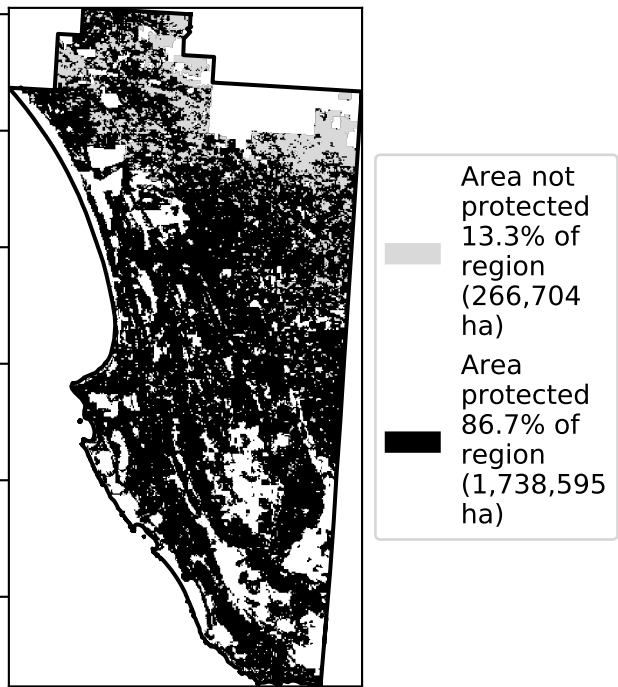 Area not
protected
13.3% of
region
(266,704
ha)
Area
protected
86.7% of
region
(1,738,595
ha)